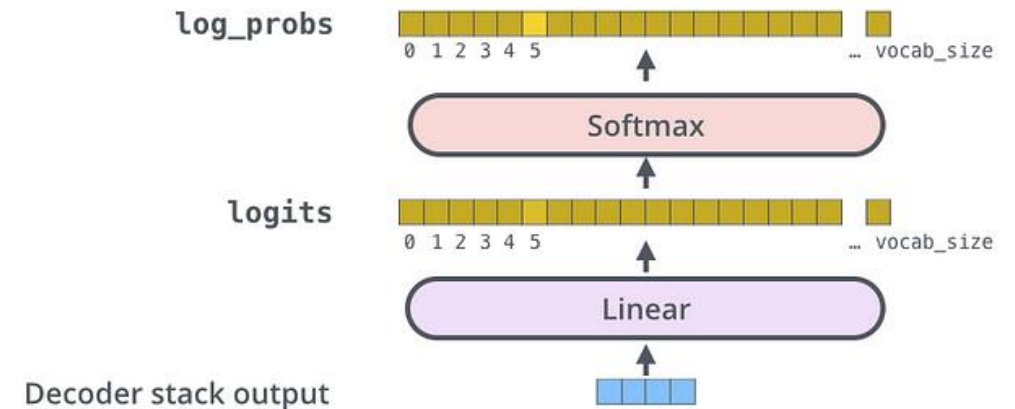 log_probs
0 1 2 3 4 5 … vocab_size
Softmax
logits
0 1 2 3 4 5 … vocab_size
Linear
Decoder stack output